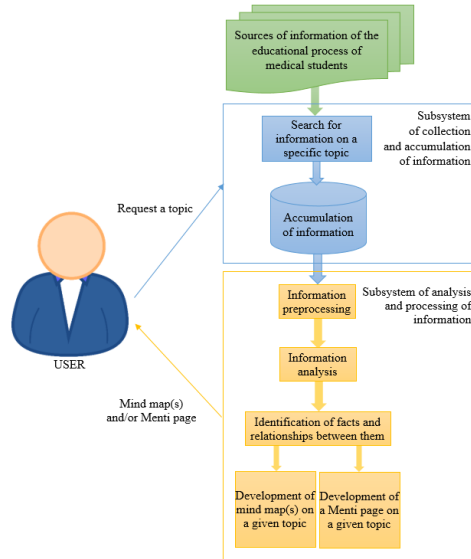 Sources of information of the
educational process of
medical students
Search for
information on a
specific topic
Subsystem
of collection
and accumulation
of information
Request a topic
Accumulation
of information
USER
Information
preprocessing
Subsystem of analysis
and processing of
information
Information
analysis
Mind map(s)
and/or Menti page
Identification of facts and
relationships between them
Development of
mind map(s) on
a given topic
Development of
a Menti page on
a given topic